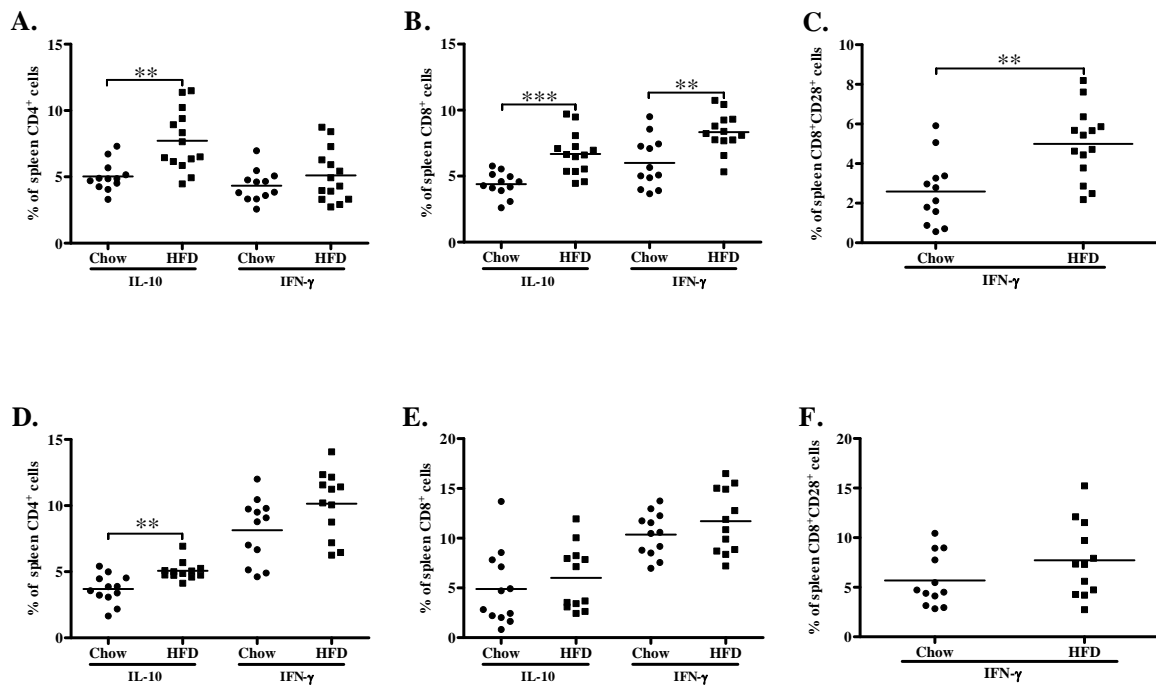 A.
% of spleen CD4⁺ cells
15
10
5
0
**
Chow HFD Chow HFD
IL-10 IFN-γ
B.
% of spleen CD8⁺ cells
15
10
5
0
*** **
Chow HFD Chow HFD
IL-10 IFN-γ
C.
% of spleen CD8⁺CD28⁺ cells
10
8
6
4
2
0
**
Chow HFD
IFN-γ
D.
% of spleen CD4⁺ cells
15
10
5
0
**
Chow HFD Chow HFD
IL-10 IFN-γ
E.
% of spleen CD8⁺ cells
20
15
10
5
0
Chow HFD Chow HFD
IL-10 IFN-γ
F.
% of spleen CD8⁺CD28⁺ cells
20
15
10
5
0
Chow HFD
IFN-γ